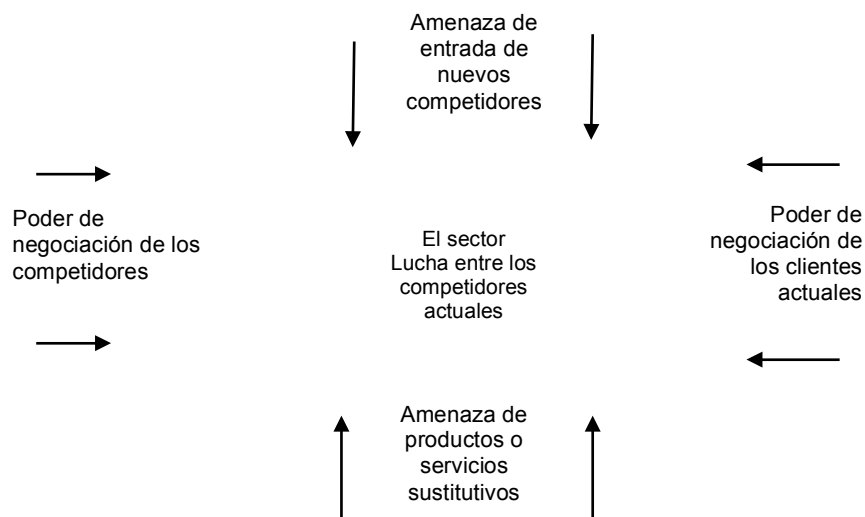 Amenaza de
entrada de
nuevos
competidores
Poder de
negociación de los
competidores
El sector
Lucha entre los
competidores
actuales
Poder de
negociación de
los clientes
actuales
Amenaza de
productos o
servicios
sustitutivos